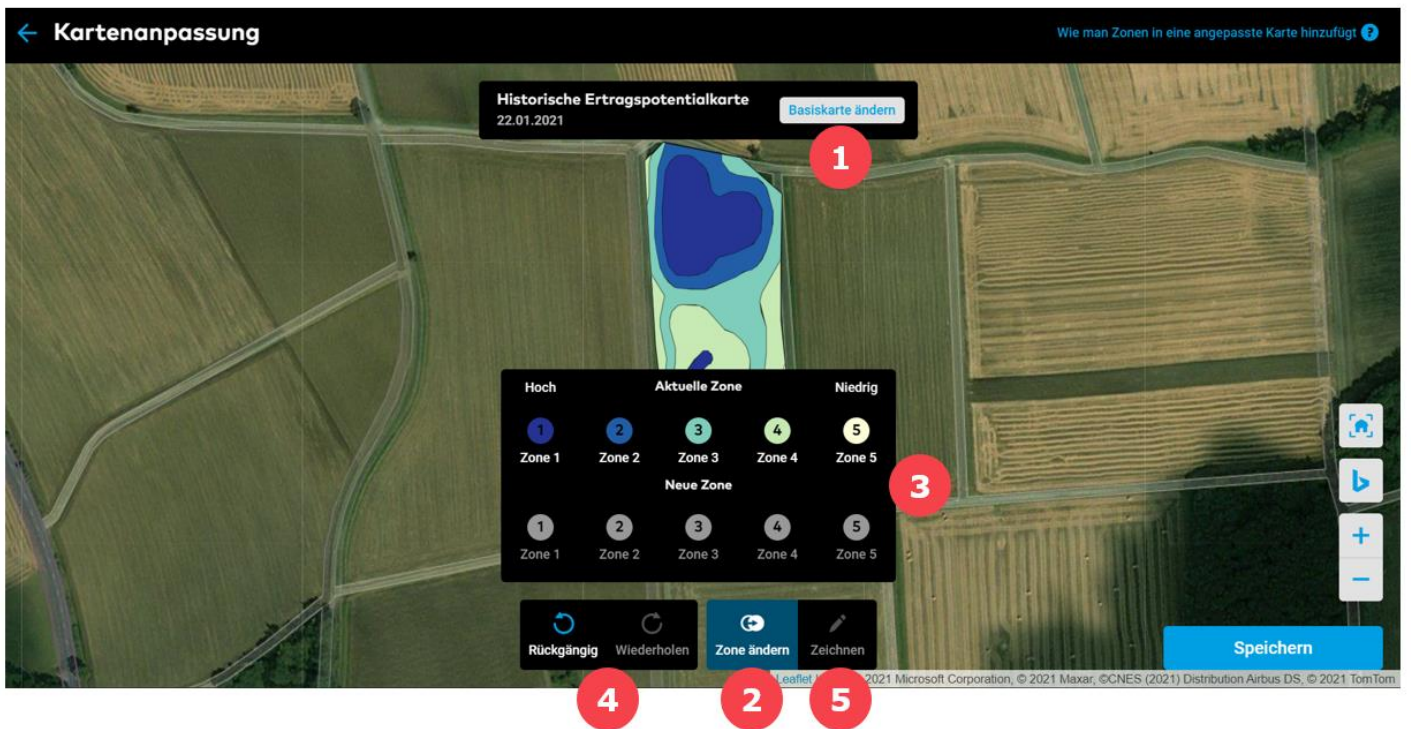 Kartenanpassung
Wie man Zonen in eine angepasste Karte hinzufügt ?
Historische Ertragspotentialkarte
22.01.2021
Basiskarte ändern
1
Hoch Aktuelle Zone Niedrig
1 2 3 4 5
Zone 1 Zone 2 Zone 3 Zone 4 Zone 5
3
Neue Zone
1 2 3 4 5
Zone 1 Zone 2 Zone 3 Zone 4 Zone 5
Rückgängig Wiederholen Zone ändern Zeichnen
Speichern
Leaflet 2021 Microsoft Corporation, © 2021 Maxar, ©CNES (2021) Distribution Airbus DS, © 2021 TomTom
4 2 5